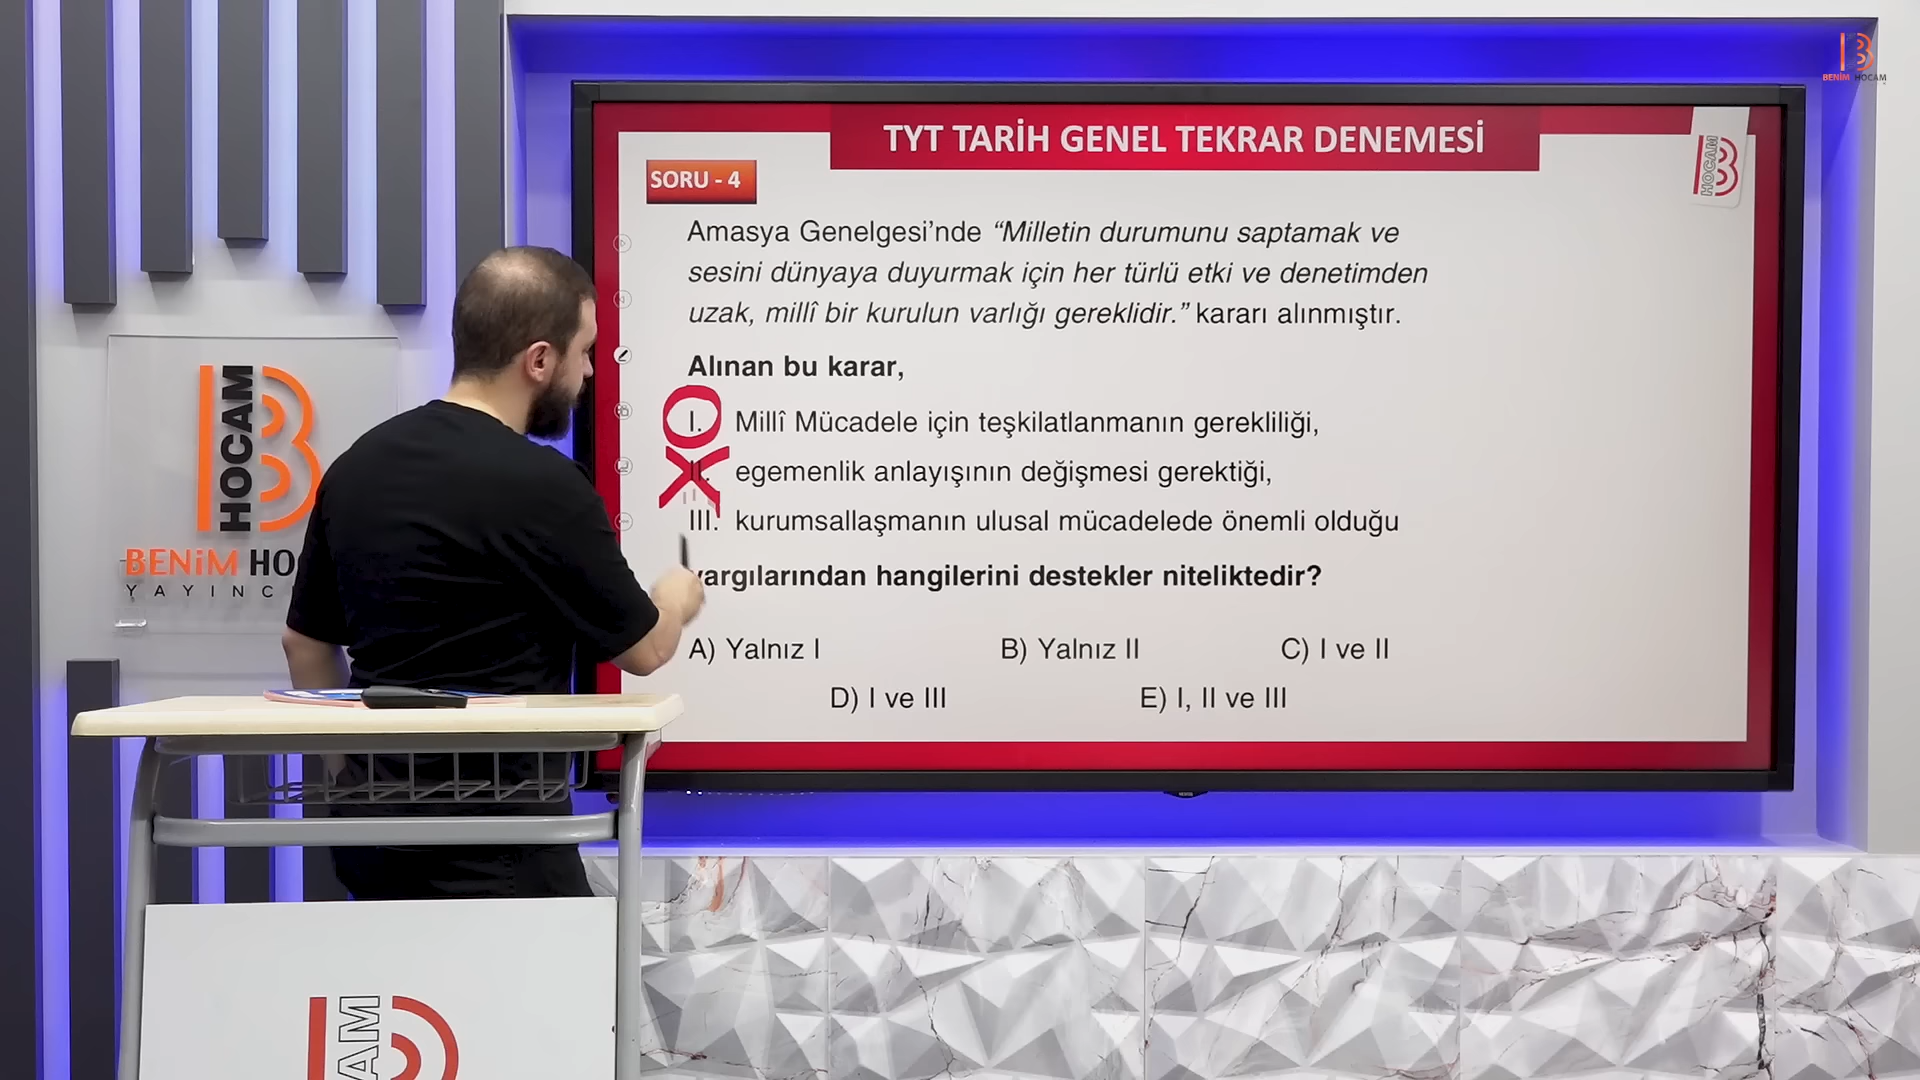 BENİM HOCAM
TYT TARİH GENEL TEKRAR DENEMESİ
HOCAM
SORU - 4
Amasya Genelgesi’nde “Milletin durumunu saptamak ve
sesini dünyaya duyurmak için her türlü etki ve denetimden
uzak, millî bir kurulun varlığı gereklidir.” kararı alınmıştır.
Alınan bu karar,
I. Millî Mücadele için teşkilatlanmanın gerekliliği,
II. egemenlik anlayışının değişmesi gerektiği,
III. kurumsallaşmanın ulusal mücadelede önemli olduğu
yargılarından hangilerini destekler niteliktedir?
A) Yalnız I B) Yalnız II C) I ve II
D) I ve III E) I, II ve III
HOCAM
BENİM HO
YAYINC